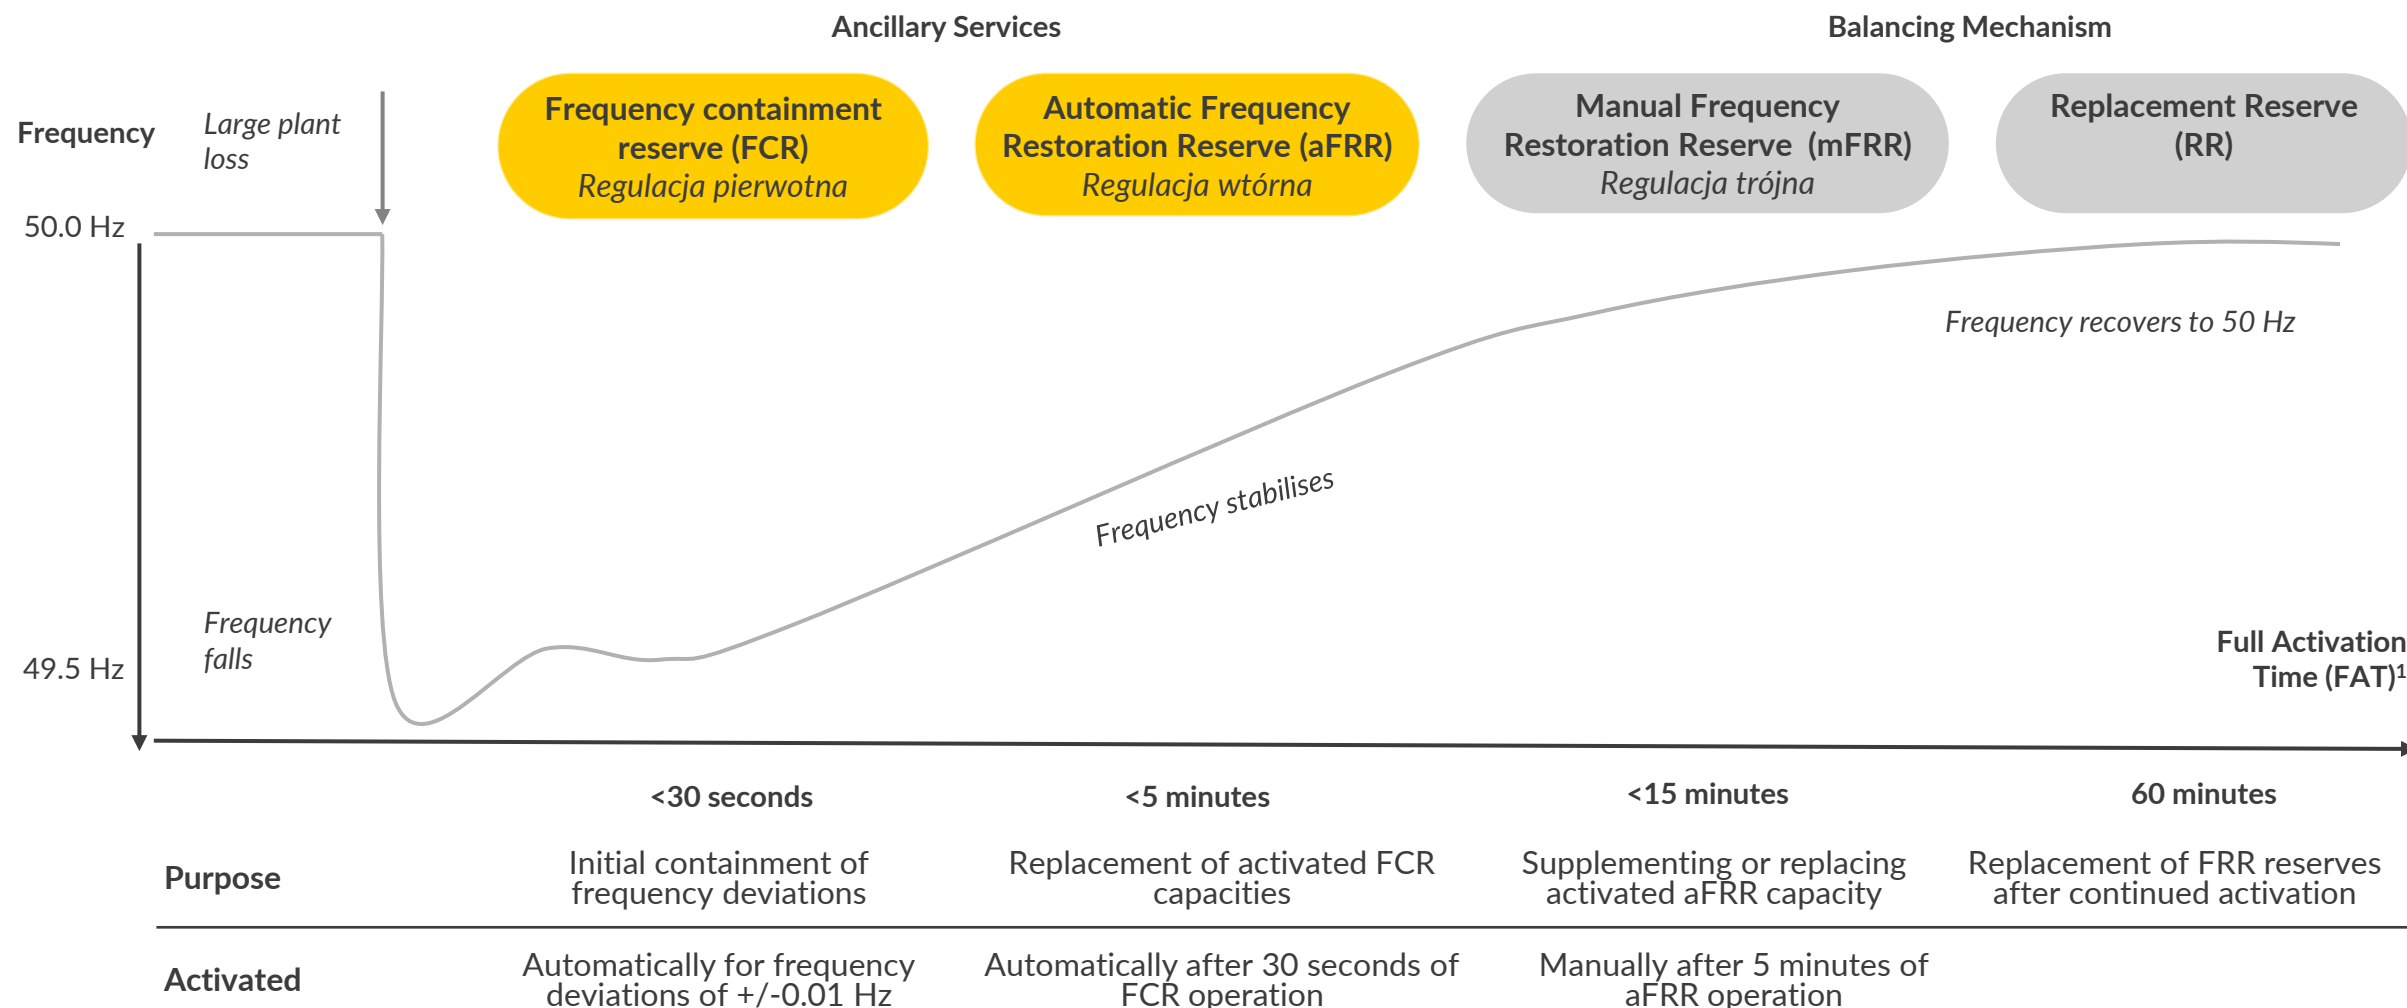 Ancillary Services
Balancing Mechanism
Frequency
Large plant
loss
Frequency containment
reserve (FCR)
Regulacja pierwotna
Automatic Frequency
Restoration Reserve (aFRR)
Regulacja wtórna
Manual Frequency
Restoration Reserve (mFRR)
Regulacja trójna
Replacement Reserve
(RR)
50.0 Hz
Frequency recovers to 50 Hz
Frequency stabilises
Frequency
falls
49.5 Hz
Full Activation
Time (FAT)¹
<30 seconds
<5 minutes
<15 minutes
60 minutes
Purpose
Initial containment of
frequency deviations
Replacement of activated FCR
capacities
Supplementing or replacing
activated aFRR capacity
Replacement of FRR reserves
after continued activation
Activated
Automatically for frequency
deviations of +/-0.01 Hz
Automatically after 30 seconds of
FCR operation
Manually after 5 minutes of
aFRR operation